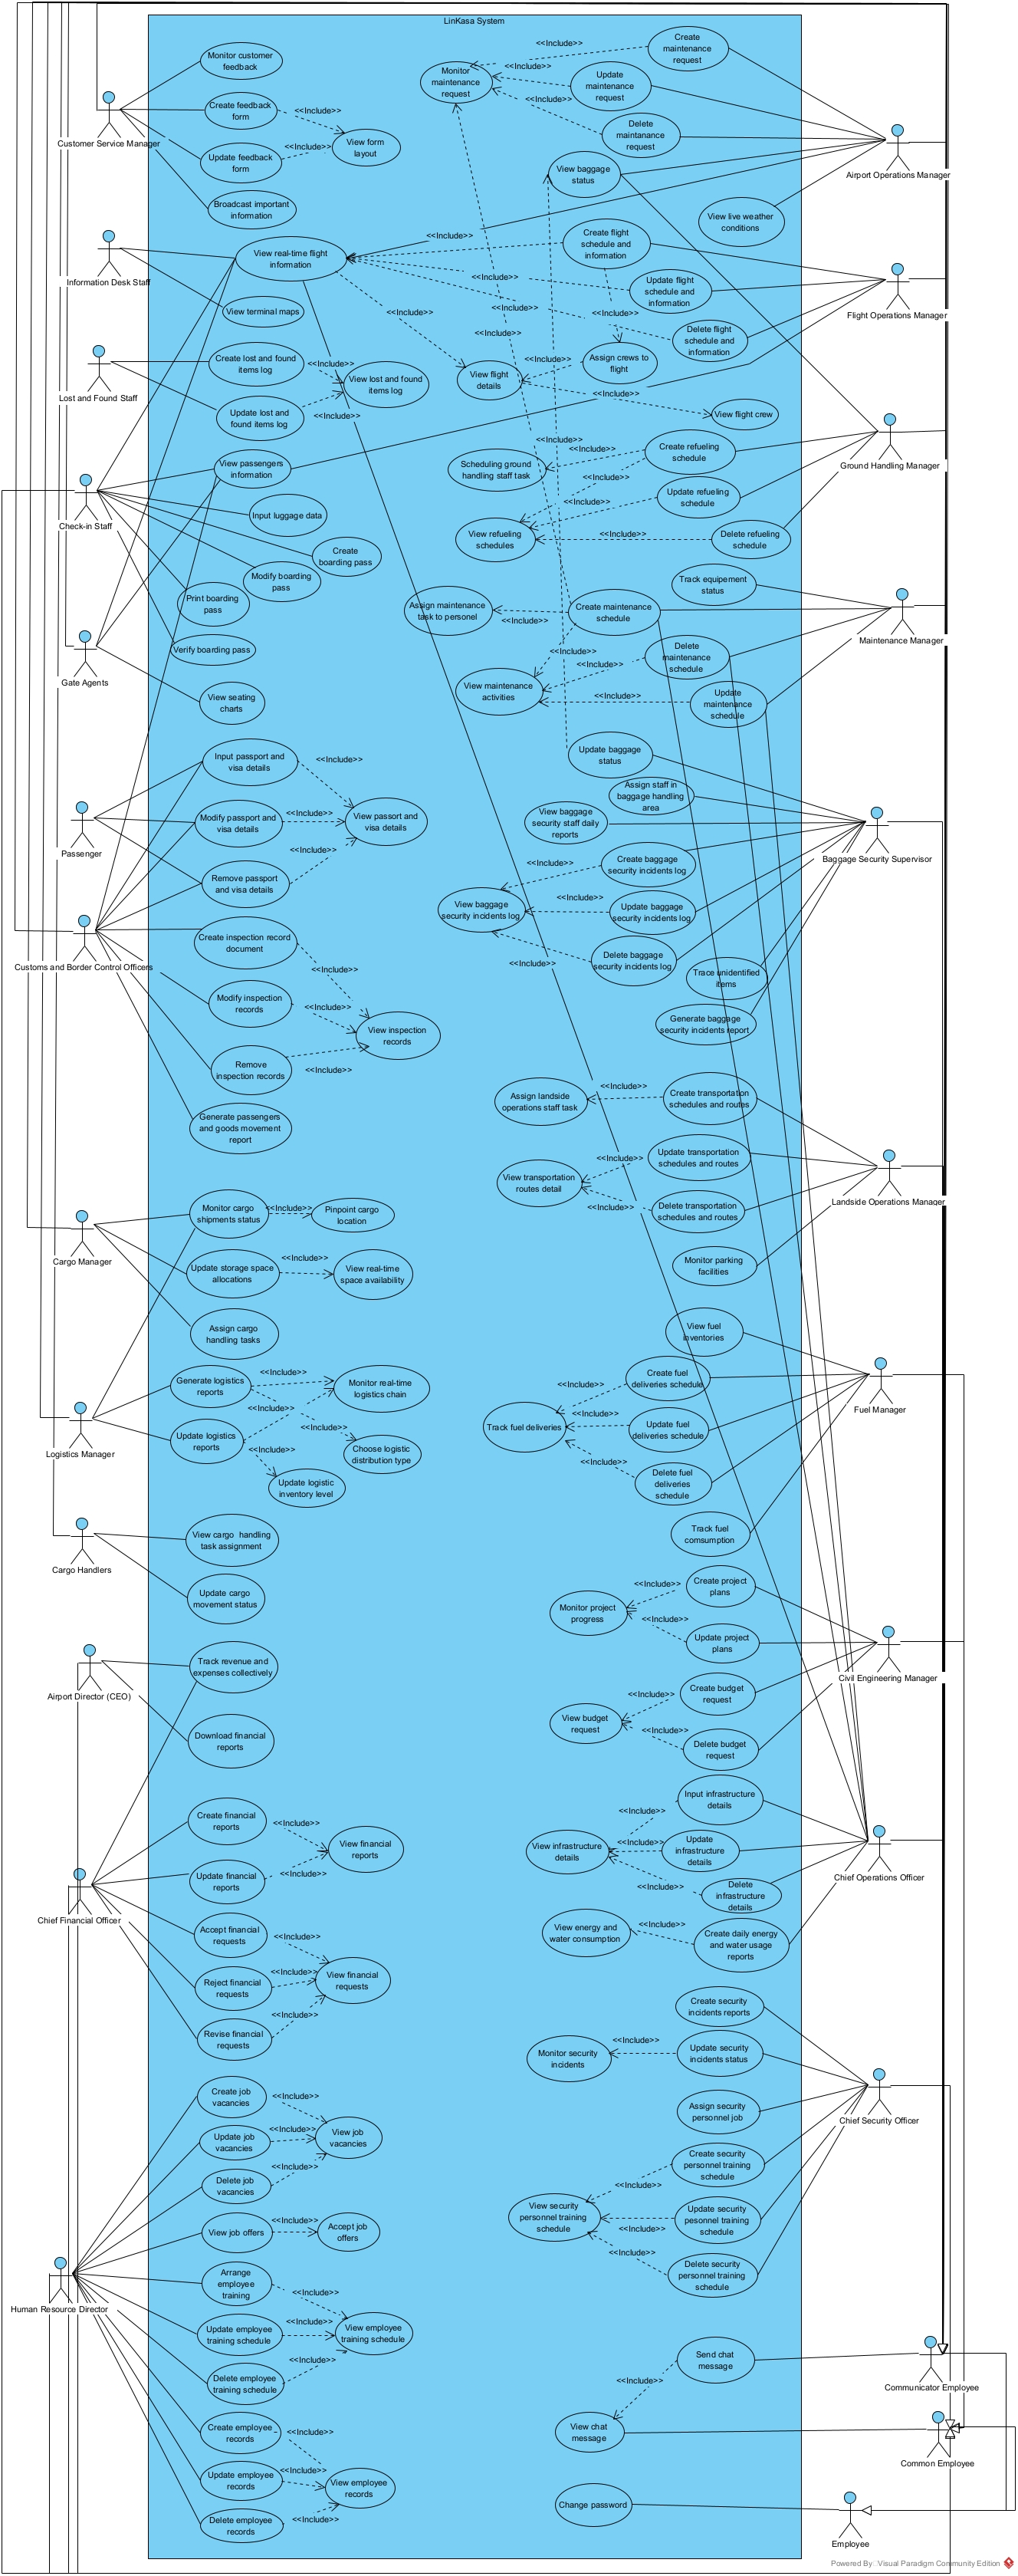 LinKasa System
Monitor customer
feedback
Create feedback
form
<<Include>>
View form
layout
Update feedback
form
<<Include>>
Broadcast important
information
Customer Service Manager
<<Include>>
Create
maintenance
request
Monitor
maintenance
request
<<Include>>
Update
maintenance
request
<<Include>>
Delete
maintanance
request
View baggage
status
Airport Operations Manager
View live weather
conditions
View real-time flight
information
Information Desk Staff
View terminal maps
<<Include>>
Create flight
schedule and
information
<<Include>>
Update flight
schedule and
information
Flight Operations Manager
<<Include>>
<<Include>>
<<Include>>
Delete flight
schedule and
information
<<Include>>
View flight
details
<<Include>>
Assign crews to
flight
<<Include>>
View flight crew
Create lost and found
items log
<<Include>>
View lost and found
items log
Lost and Found Staff
Update lost and
found items log
<<Include>>
View passengers
information
Input luggage data
Check-in Staff
Create
boarding pass
Modify boarding
pass
Print boarding
pass
Verify boarding pass
Gate Agents
View seating
charts
Scheduling ground
handling staff task
<<Include>>
Create refueling
schedule
Ground Handling Manager
<<Include>>
Update refueling
schedule
<<Include>>
View refueling
schedules
<<Include>>
Delete refueling
schedule
Track equipement
status
Assign maintenance
task to personel
<<Include>>
Create maintenance
schedule
Maintenance Manager
<<Include>>
Delete
maintenance
schedule
<<Include>>
View maintenance
activities
<<Include>>
Update
maintenance
schedule
Input passport and
visa details
<<Include>>
Modify passport and
visa details
<<Include>>
View passort and
visa details
Passenger
<<Include>>
Remove passport
and visa details
Update baggage
status
Assign staff in
baggage handling
area
View baggage
security staff daily
reports
Baggage Security Supervisor
<<Include>>
Create baggage
security incidents log
View baggage
security incidents log
<<Include>>
Update baggage
security incidents log
<<Include>>
Delete baggage
security incidents log
Trace unidentified
items
Generate baggage
security incidents report
Create inspection record
document
Customs and Border Control Officers
<<Include>>
Modify inspection
records
<<Include>>
View inspection
records
Remove
inspection records
<<Include>>
Generate passengers
and goods movement
report
Assign landside
operations staff task
<<Include>>
Create transportation
schedules and routes
<<Include>>
Update transportation
schedules and routes
View transportation
routes detail
<<Include>>
Delete transportation
schedules and routes
Landside Operations Manager
Monitor parking
facilities
Monitor cargo
shipments status
<<Include>>
Pinpoint cargo
location
Cargo Manager
Update storage space
allocations
<<Include>>
View real-time
space availability
Assign cargo
handling tasks
Generate logistics
reports
<<Include>>
Monitor real-time
logistics chain
<<Include>>
<<Include>>
Update logistics
reports
<<Include>>
Choose logistic
distribution type
Logistics Manager
Update logistic
inventory level
View fuel
inventories
<<Include>>
Create fuel
deliveries schedule
Track fuel deliveries
<<Include>>
Update fuel
deliveries schedule
Fuel Manager
<<Include>>
Delete fuel
deliveries
schedule
Track fuel
comsumption
View cargo handling
task assignment
Cargo Handlers
Update cargo
movement status
<<Include>>
Create project
plans
Monitor project
progress
<<Include>>
Update project
plans
Civil Engineering Manager
<<Include>>
Create budget
request
View budget
request
<<Include>>
Delete budget
request
Track revenue and
expenses collectively
Airport Director (CEO)
Download financial
reports
Create financial
reports
<<Include>>
View financial
reports
Update financial
reports
<<Include>>
Chief Financial Officer
Accept financial
requests
<<Include>>
Reject financial
requests
<<Include>>
View financial
requests
Revise financial
requests
<<Include>>
Input infrastructure
details
<<Include>>
View infrastructure
details
<<Include>>
Update
infrastructure
details
<<Include>>
Delete
infrastructure
details
Chief Operations Officer
View energy and
water consumption
<<Include>>
Create daily energy
and water usage
reports
Create security
incidents reports
Monitor security
incidents
<<Include>>
Update security
incidents status
Assign security
personnel job
Chief Security Officer
Create security
personnel training
schedule
<<Include>>
View security
personnel training
schedule
<<Include>>
Update security
pesonnel training
schedule
<<Include>>
Delete security
personnel training
schedule
Create job
vacancies
<<Include>>
Update job
vacancies
<<Include>>
View job
vacancies
Delete job
vacancies
<<Include>>
View job offers
<<Include>>
Accept job
offers
Arrange
employee
training
<<Include>>
Human Resource Director
Update employee
training schedule
<<Include>>
View employee
training schedule
Delete employee
training schedule
<<Include>>
Create employee
records
<<Include>>
Update employee
records
<<Include>>
View employee
records
Delete employee
records
<<Include>>
Send chat
message
Communicator Employee
<<Include>>
View chat
message
Common Employee
Change password
Employee
Powered By Visual Paradigm Community Edition